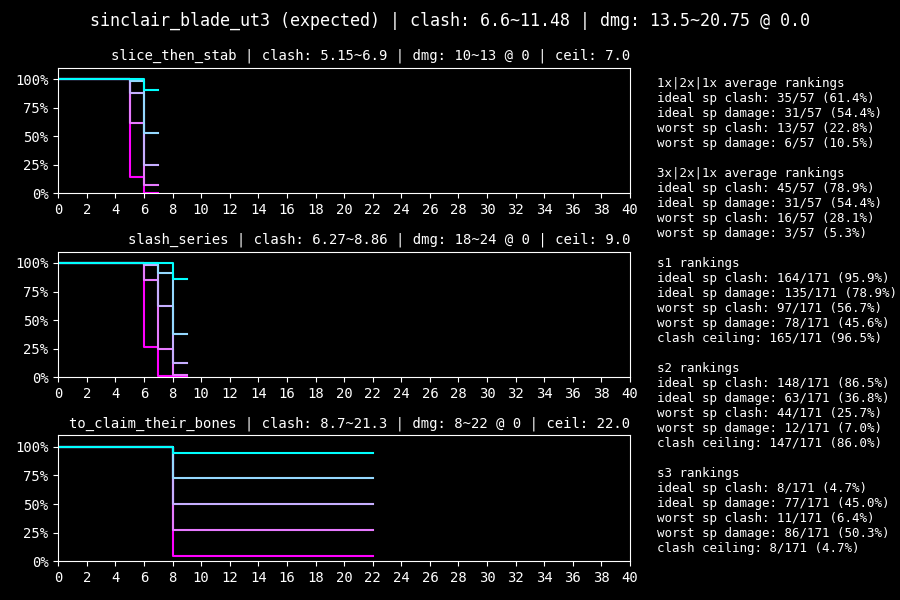 sinclair_blade_ut3 (expected) | clash: 6.6~11.48 | dmg: 13.5~20.75 @ 0.0
slice_then_stab | clash: 5.15~6.9 | dmg: 10~13 @ 0 | ceil: 7.0
100%
75%
50%
25%
0%
0 2 4 6 8 10 12 14 16 18 20 22 24 26 28 30 32 34 36 38 40
slash_series | clash: 6.27~8.86 | dmg: 18~24 @ 0 | ceil: 9.0
100%
75%
50%
25%
0%
0 2 4 6 8 10 12 14 16 18 20 22 24 26 28 30 32 34 36 38 40
to_claim_their_bones | clash: 8.7~21.3 | dmg: 8~22 @ 0 | ceil: 22.0
100%
75%
50%
25%
0%
0 2 4 6 8 10 12 14 16 18 20 22 24 26 28 30 32 34 36 38 40
1x|2x|1x average rankings
ideal sp clash: 35/57 (61.4%)
ideal sp damage: 31/57 (54.4%)
worst sp clash: 13/57 (22.8%)
worst sp damage: 6/57 (10.5%)
3x|2x|1x average rankings
ideal sp clash: 45/57 (78.9%)
ideal sp damage: 31/57 (54.4%)
worst sp clash: 16/57 (28.1%)
worst sp damage: 3/57 (5.3%)
s1 rankings
ideal sp clash: 164/171 (95.9%)
ideal sp damage: 135/171 (78.9%)
worst sp clash: 97/171 (56.7%)
worst sp damage: 78/171 (45.6%)
clash ceiling: 165/171 (96.5%)
s2 rankings
ideal sp clash: 148/171 (86.5%)
ideal sp damage: 63/171 (36.8%)
worst sp clash: 44/171 (25.7%)
worst sp damage: 12/171 (7.0%)
clash ceiling: 147/171 (86.0%)
s3 rankings
ideal sp clash: 8/171 (4.7%)
ideal sp damage: 77/171 (45.0%)
worst sp clash: 11/171 (6.4%)
worst sp damage: 86/171 (50.3%)
clash ceiling: 8/171 (4.7%)